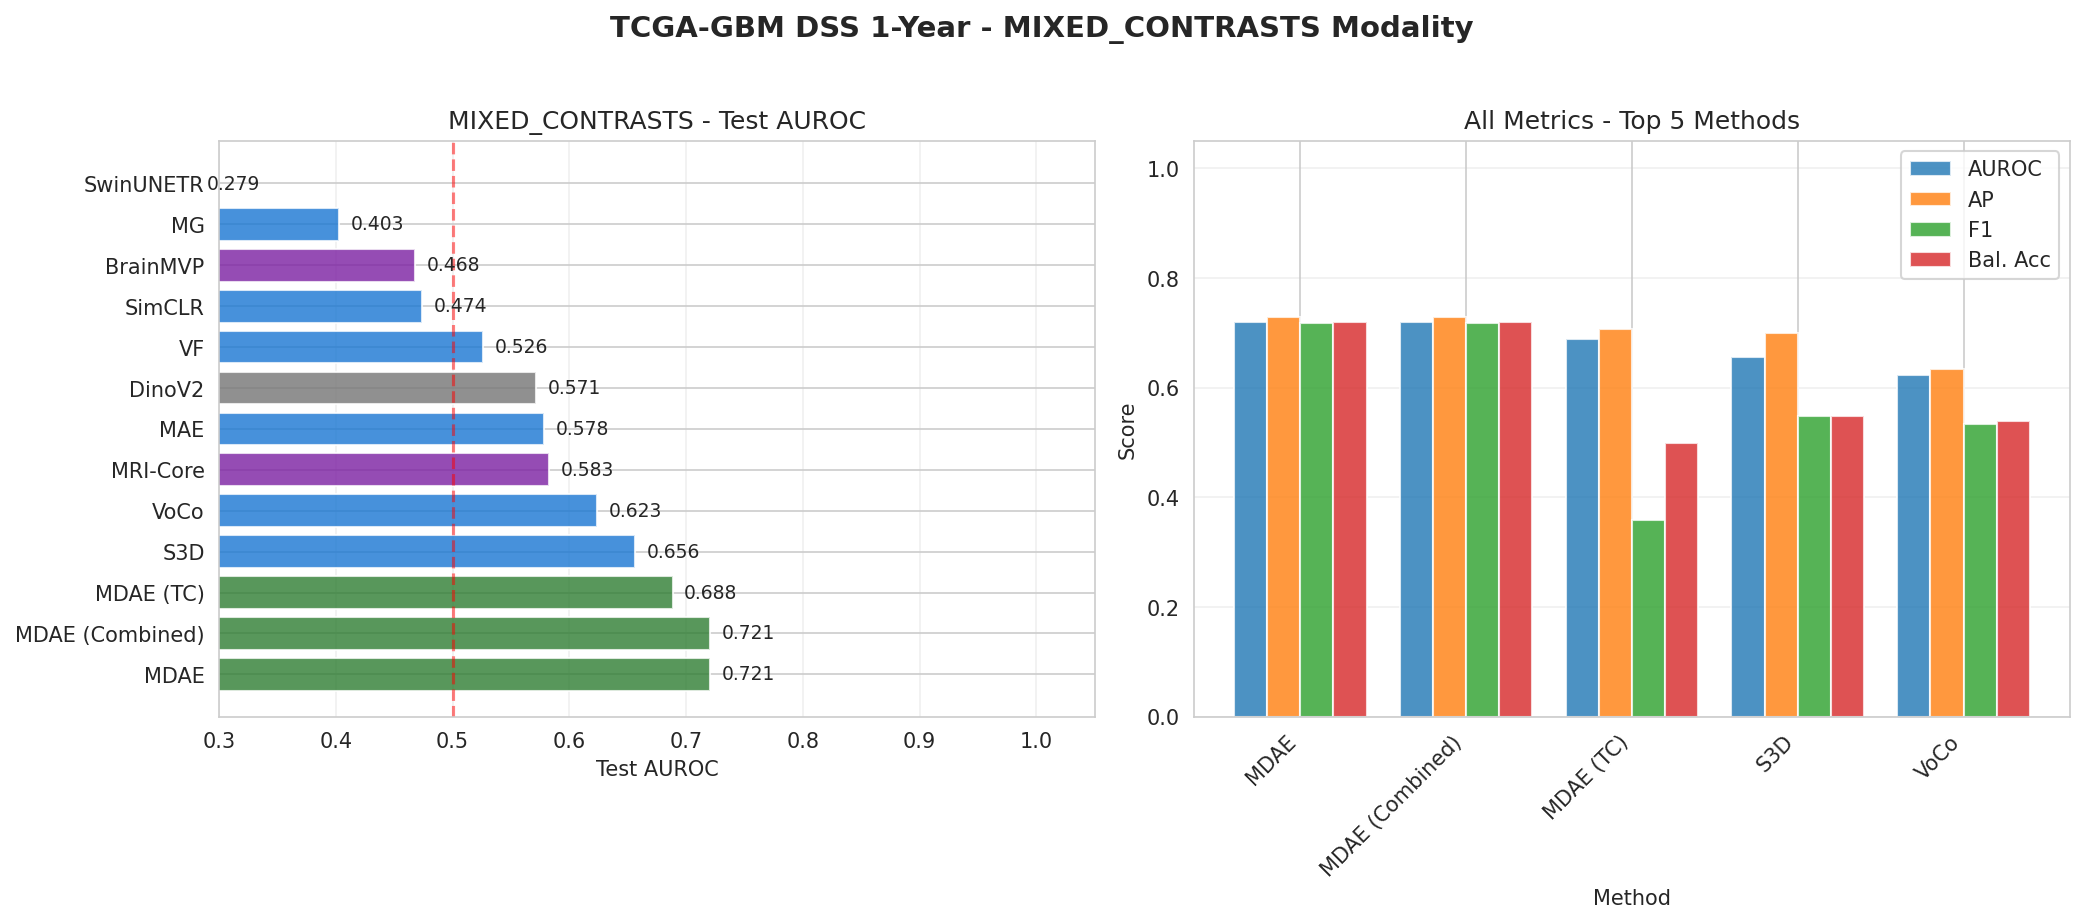 TCGA-GBM DSS 1-Year - MIXED_CONTRASTS Modality
MIXED_CONTRASTS - Test AUROC
SwinUNETR 0.279
MG 0.403
BrainMVP 0.468
SimCLR 0.474
VF 0.526
DinoV2 0.571
MAE 0.578
MRI-Core 0.583
VoCo 0.623
S3D 0.656
MDAE (TC) 0.688
MDAE (Combined) 0.721
MDAE 0.721
0.3 0.4 0.5 0.6 0.7 0.8 0.9 1.0
Test AUROC
All Metrics - Top 5 Methods
AUROC
AP
F1
Bal. Acc
1.0
0.8
0.6
0.4
0.2
0.0
Score
MDAE
MDAE (Combined)
MDAE (TC)
S3D
VoCo
Method